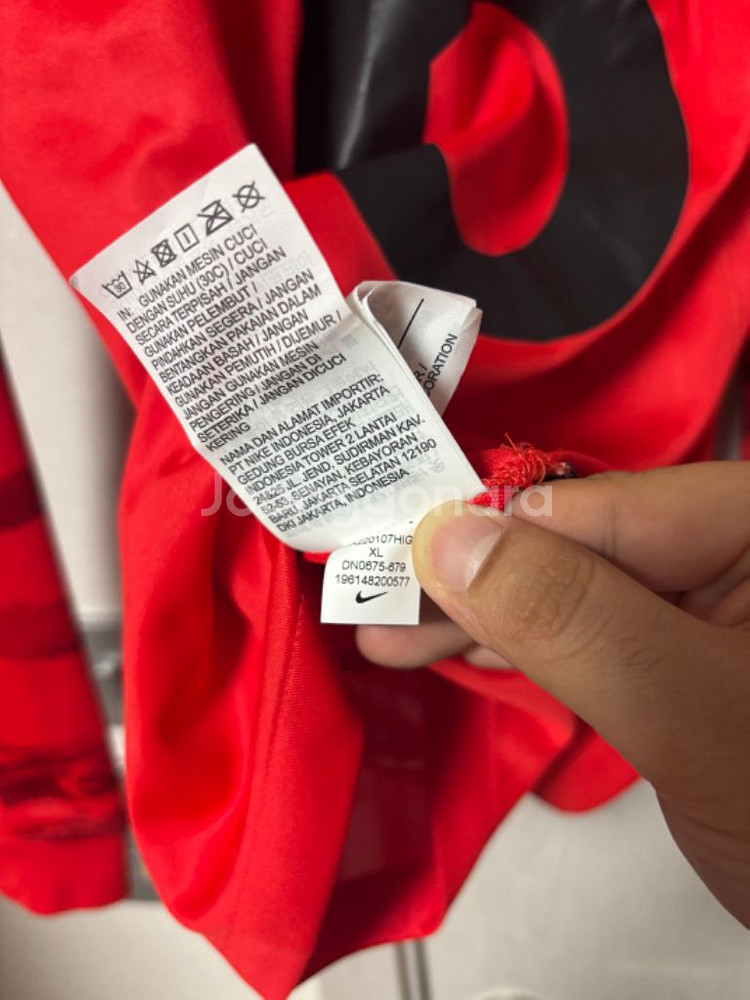 30
IN: GUNAKAN MESIN CUCI
DENGAN SUHU (30C) / CUCI
SECARA TERPISAH / JANGAN
GUNAKAN PELEMBUT /
PINDAHKAN SEGERA / JANGAN
BENTANGKAN PAKAIAN DALAM
KEADAAN BASAH / JANGAN
GUNAKAN PEMUTIH / DIJEMUR /
JANGAN GUNAKAN MESIN
PENGERING / JANGAN DI
SETERIKA / JANGAN DICUCI
KERING
NAMA DAN ALAMAT IMPORTIR:
PT NIKE INDONESIA, JAKARTA
GEDUNG BURSA EFEK
INDONESIA TOWER 2 LANTAI
24&25 JL. JEND. SUDIRMAN KAV.
52-53, SENAYAN, KEBAYORAN
BARU, JAKARTA SELATAN 12190
DKI JAKARTA, INDONESIA
220107HIG
XL
DN0675-679
196148200577